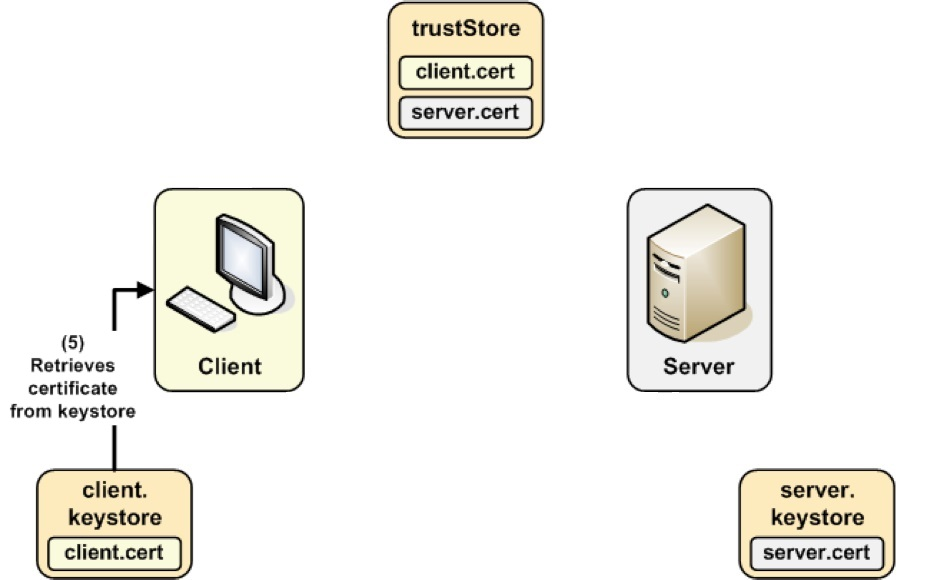 trustStore
client.cert
server.cert
Client
Server
(5)
Retrieves
certificate
from keystore
client.
keystore
client.cert
server.
keystore
server.cert